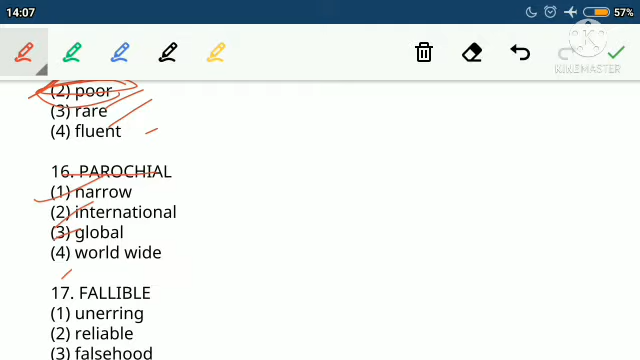 14:07
57%
KINEMASTER
(2) poor
(3) rare
(4) fluent
16. PAROCHIAL
(1) narrow
(2) international
(3) global
(4) world wide
17. FALLIBLE
(1) unerring
(2) reliable
(3) falsehood